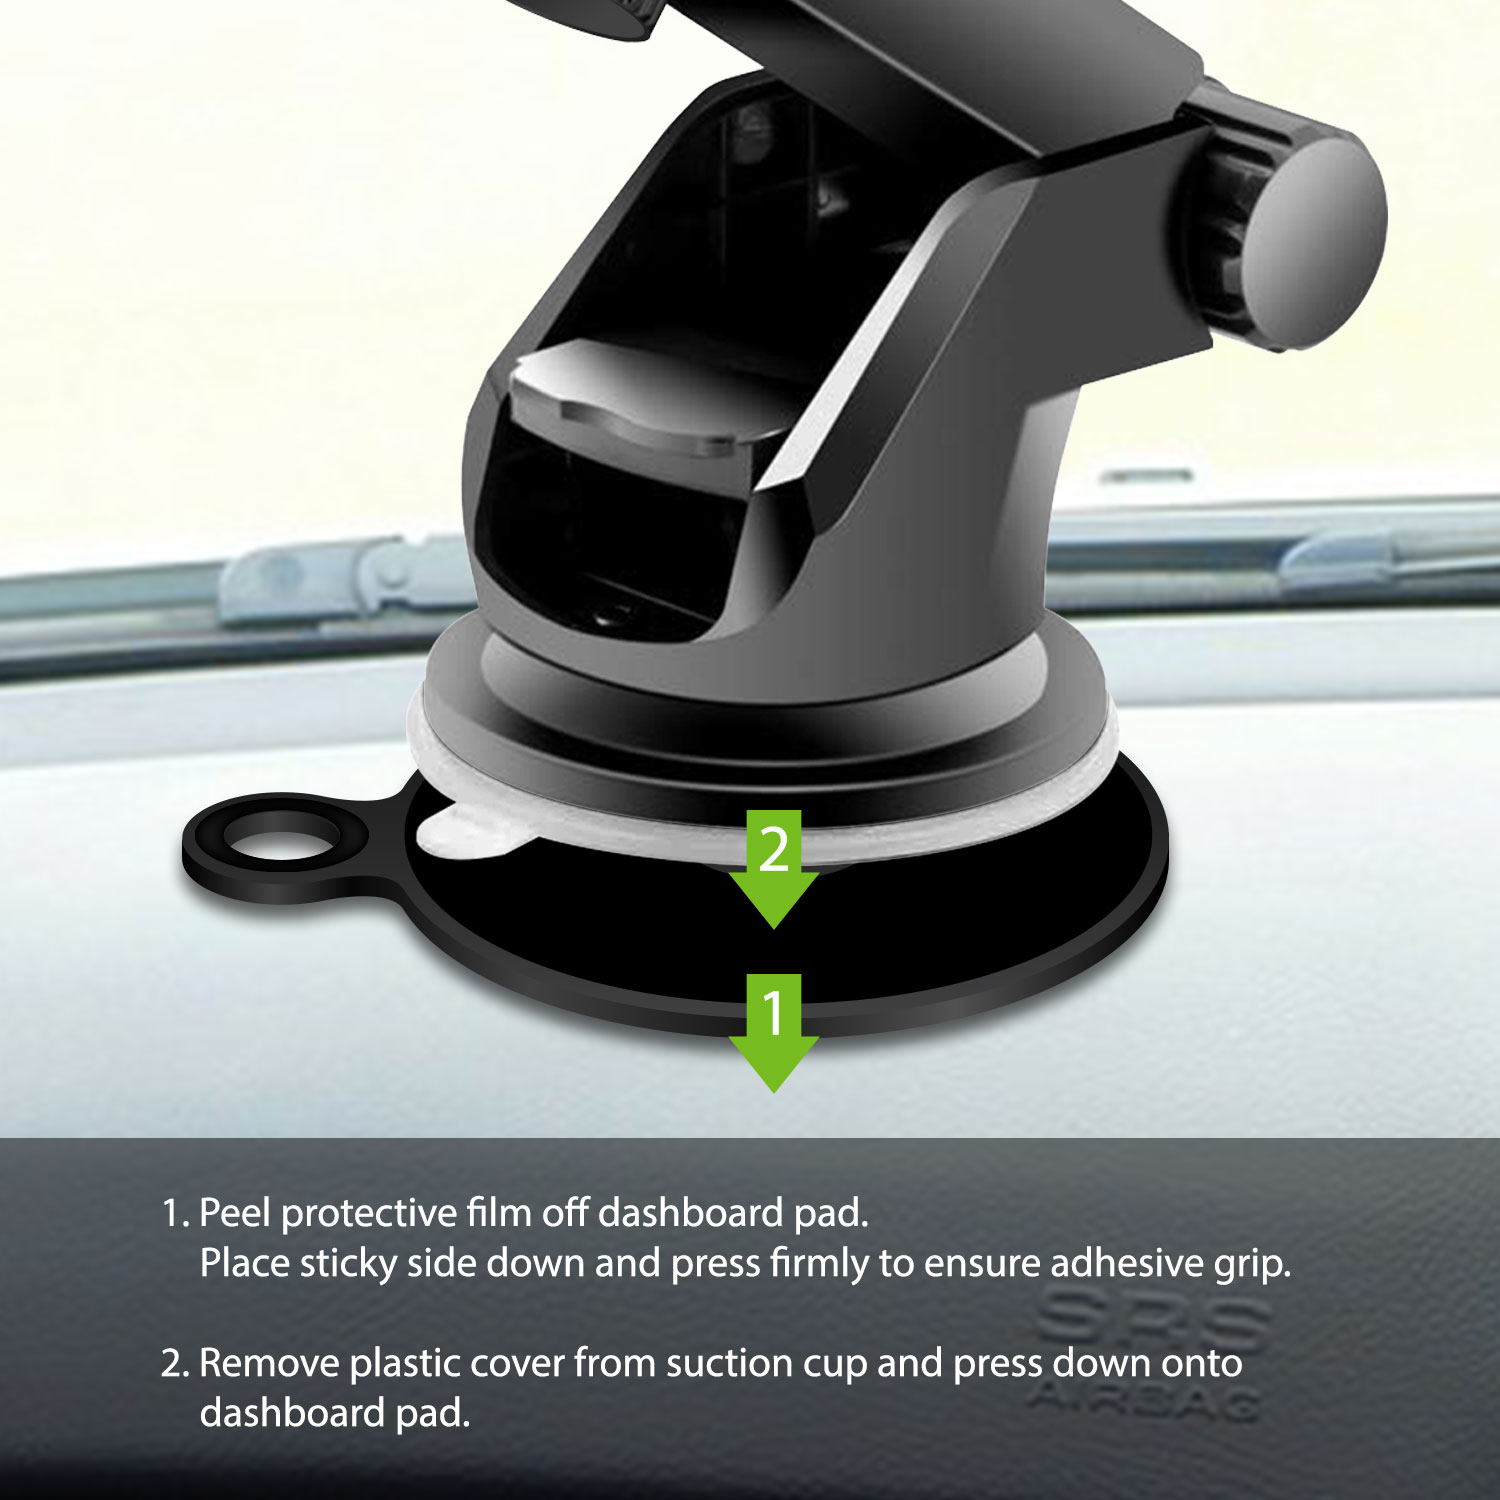 2
1
1. Peel protective film off dashboard pad.
Place sticky side down and press firmly to ensure adhesive grip.
SRS
AIRBAG
2. Remove plastic cover from suction cup and press down onto
dashboard pad.